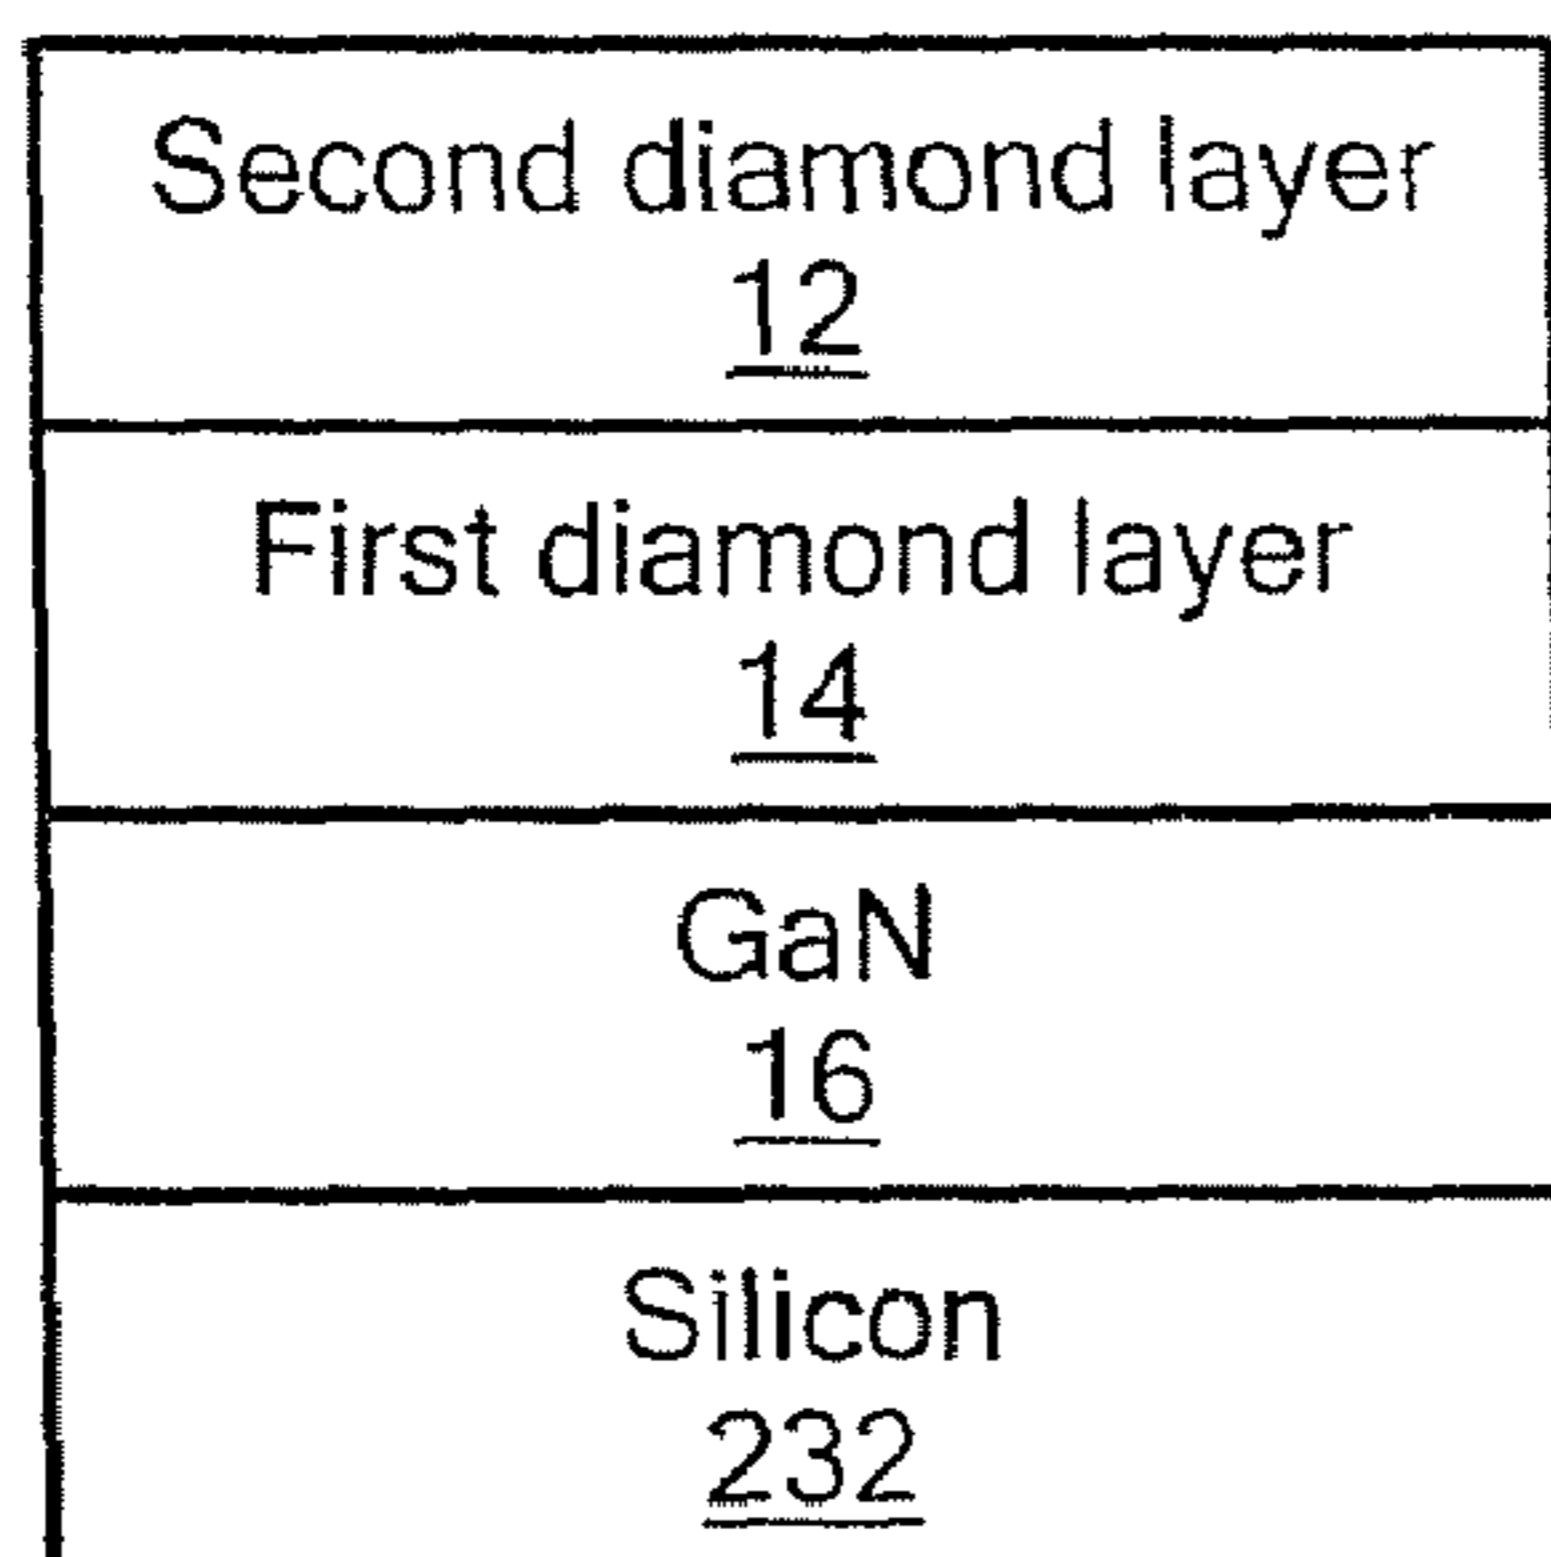 Second diamond layer
12
First diamond layer
14
GaN
16
Silicon
232